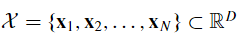 𝒳 = {𝐱₁, 𝐱₂, . . . , 𝐱_N} ⊂ ℝ^D